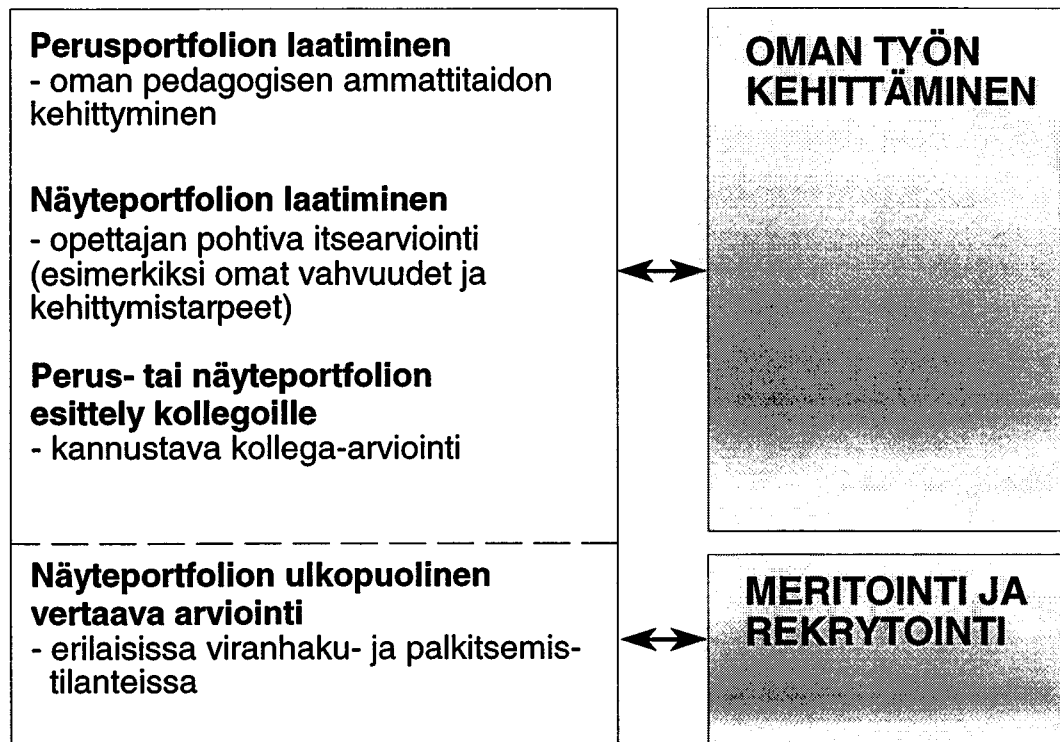 Perusportfolion laatiminen
- oman pedagogisen ammattitaidon
kehittyminen
Näyteportfolion laatiminen
- opettajan pohtiva itsearviointi
(esimerkiksi omat vahvuudet ja
kehittymistarpeet)
Perus- tai näyteportfolion
esittely kollegoille
- kannustava kollega-arviointi
OMAN TYÖN
KEHITTÄMINEN
Näyteportfolion ulkopuolinen
vertaava arviointi
- erilaisissa viranhaku- ja palkitsemis-
tilanteissa
MERITOINTI JA
REKRYTOINTI